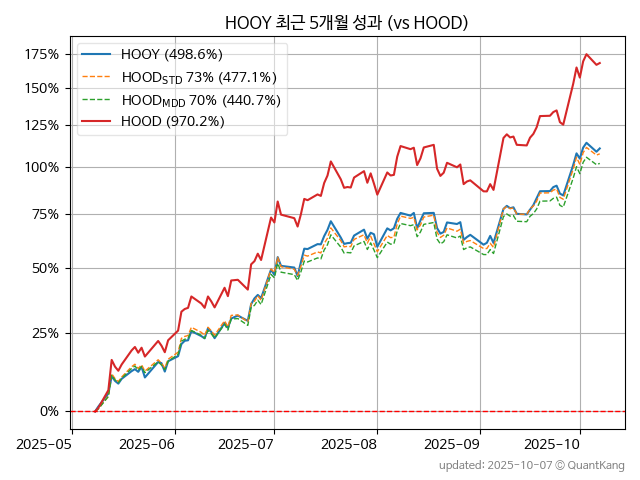 HOOY 최근 5개월 성과 (vs HOOD)
HOOY (498.6%)
HOOD_STD 73% (477.1%)
HOOD_MDD 70% (440.7%)
HOOD (970.2%)
175%
150%
125%
100%
75%
50%
25%
0%
2025-05 2025-06 2025-07 2025-08 2025-09 2025-10
updated: 2025-10-07 © QuantKang